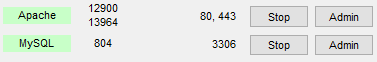 Apache 12900 13964 80, 443 Stop Admin
MySQL 804 3306 Stop Admin